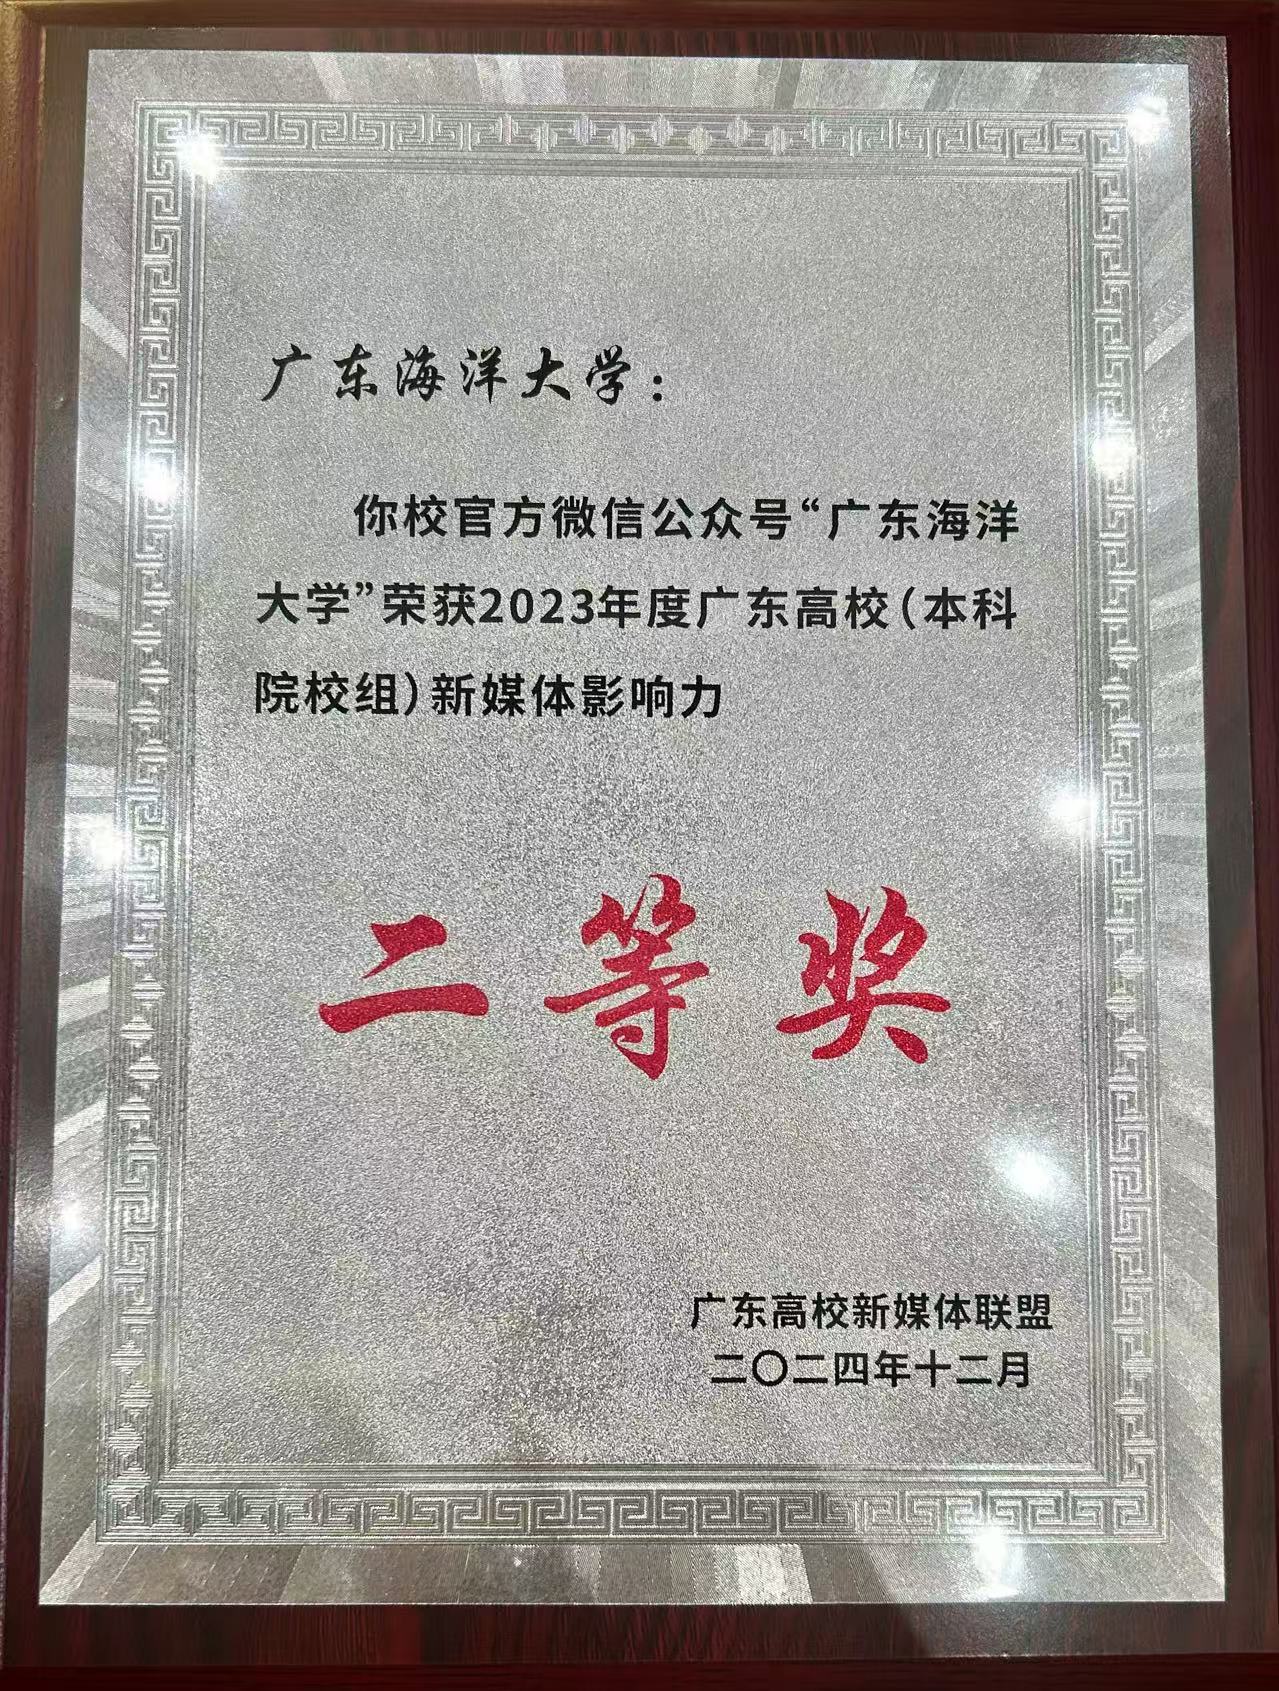 广东海洋大学：
你校官方微信公众号“广东海洋
大学”荣获2023年度广东高校（本科
院校组）新媒体影响力
二等奖
广东高校新媒体联盟
二〇二四年十二月